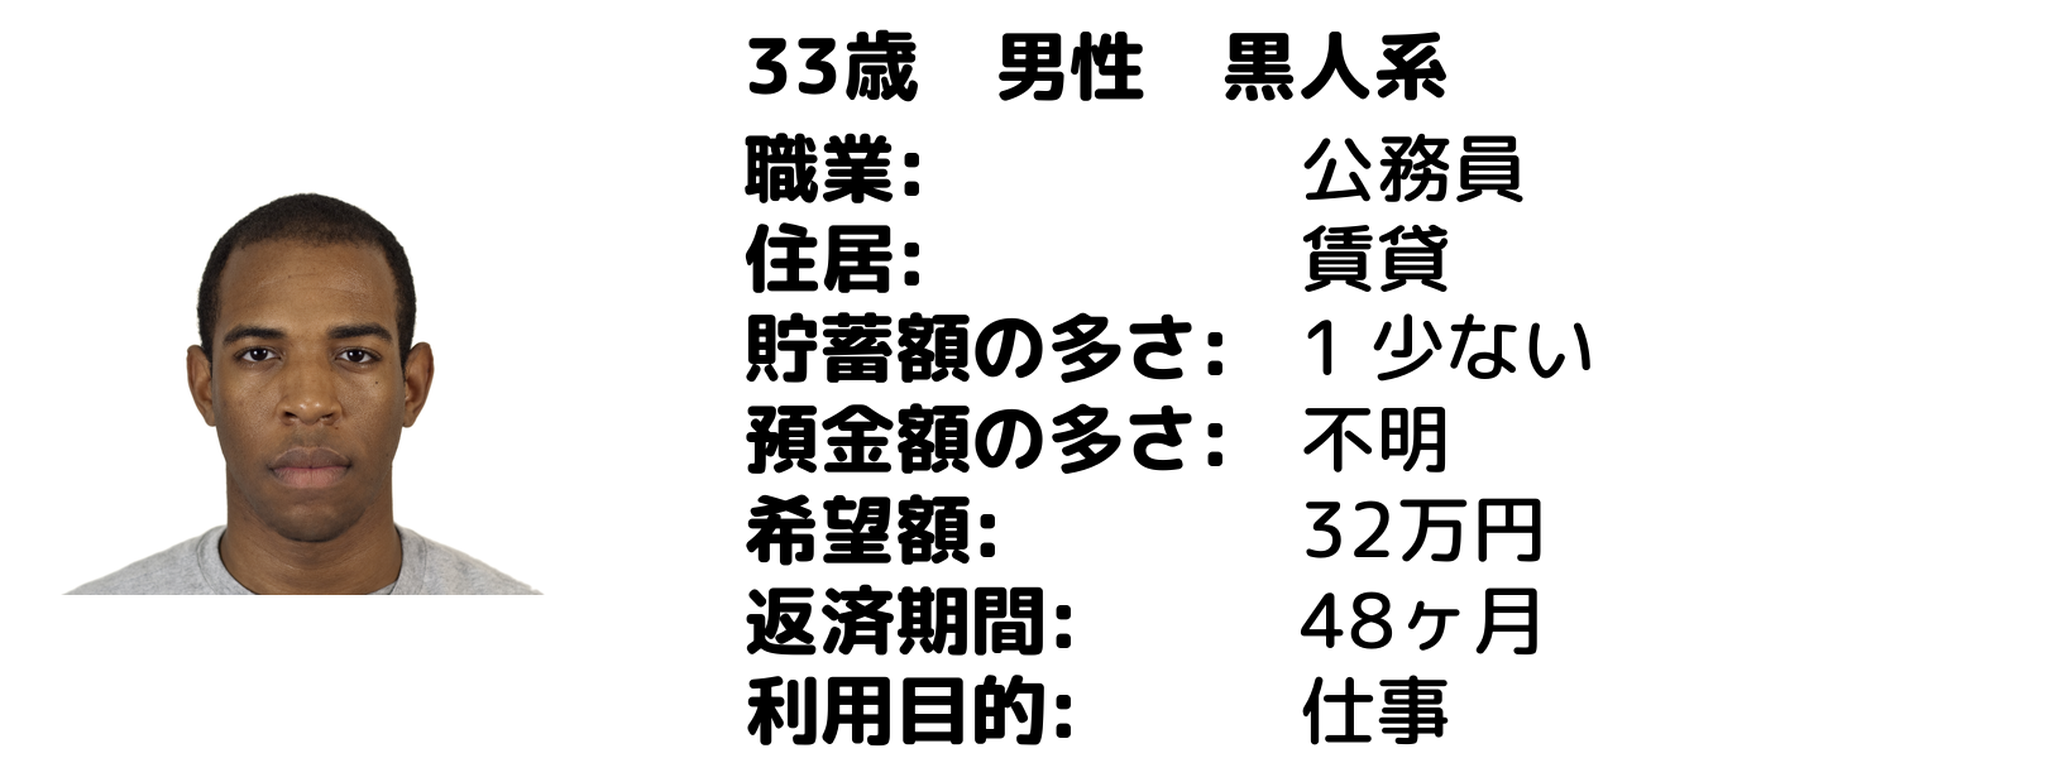 33歳　男性　黒人系
職業: 公務員
住居: 賃貸
貯蓄額の多さ: 1 少ない
預金額の多さ: 不明
希望額: 32万円
返済期間: 48ヶ月
利用目的: 仕事